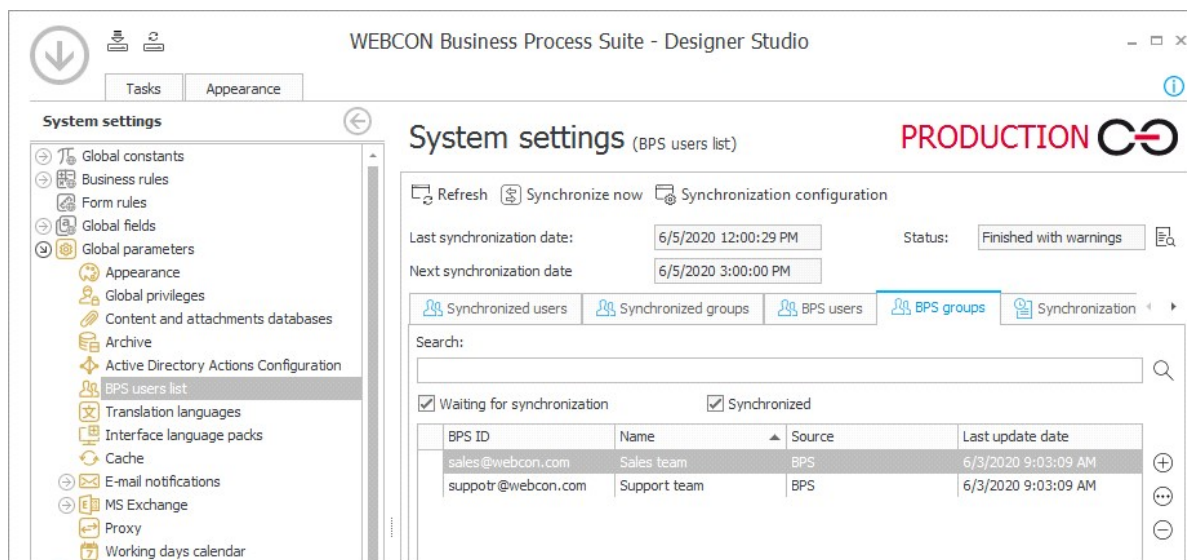 WEBCON Business Process Suite - Designer Studio
Tasks Appearance
System settings
Global constants
Business rules
Form rules
Global fields
Global parameters
Appearance
Global privileges
Content and attachments databases
Archive
Active Directory Actions Configuration
BPS users list
Translation languages
Interface language packs
Cache
E-mail notifications
MS Exchange
Proxy
Working days calendar
System settings (BPS users list) PRODUCTION
Refresh Synchronize now Synchronization configuration
Last synchronization date: 6/5/2020 12:00:29 PM Status: Finished with warnings
Next synchronization date 6/5/2020 3:00:00 PM
Synchronized users Synchronized groups BPS users BPS groups Synchronization
Search:
Waiting for synchronization Synchronized
BPS ID Name Source Last update date
sales@webcon.com Sales team BPS 6/3/2020 9:03:09 AM
suppotr@webcon.com Support team BPS 6/3/2020 9:03:09 AM